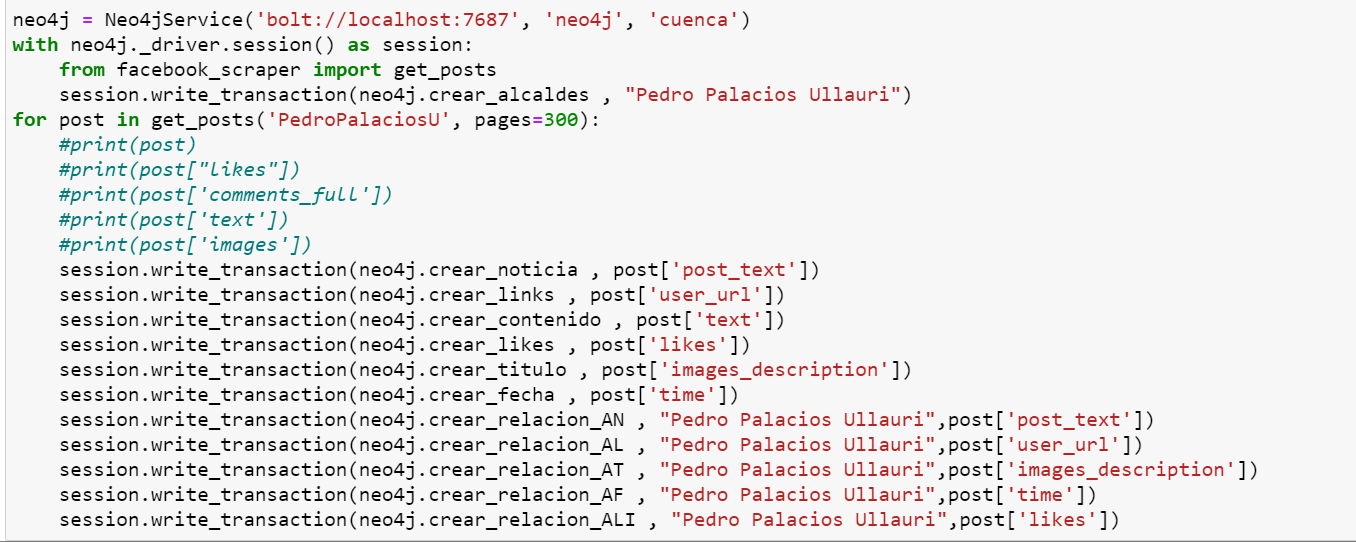 neo4j = Neo4jService('bolt://localhost:7687', 'neo4j', 'cuenca')
with neo4j._driver.session() as session:
    from facebook_scraper import get_posts
    session.write_transaction(neo4j.crear_alcaldes , "Pedro Palacios Ullauri")
for post in get_posts('PedroPalaciosU', pages=300):
    #print(post)
    #print(post["likes"])
    #print(post['comments_full'])
    #print(post['text'])
    #print(post['images'])
    session.write_transaction(neo4j.crear_noticia , post['post_text'])
    session.write_transaction(neo4j.crear_links , post['user_url'])
    session.write_transaction(neo4j.crear_contenido , post['text'])
    session.write_transaction(neo4j.crear_likes , post['likes'])
    session.write_transaction(neo4j.crear_titulo , post['images_description'])
    session.write_transaction(neo4j.crear_fecha , post['time'])
    session.write_transaction(neo4j.crear_relacion_AN , "Pedro Palacios Ullauri",post['post_text'])
    session.write_transaction(neo4j.crear_relacion_AL , "Pedro Palacios Ullauri",post['user_url'])
    session.write_transaction(neo4j.crear_relacion_AT , "Pedro Palacios Ullauri",post['images_description'])
    session.write_transaction(neo4j.crear_relacion_AF , "Pedro Palacios Ullauri",post['time'])
    session.write_transaction(neo4j.crear_relacion_ALI , "Pedro Palacios Ullauri",post['likes'])